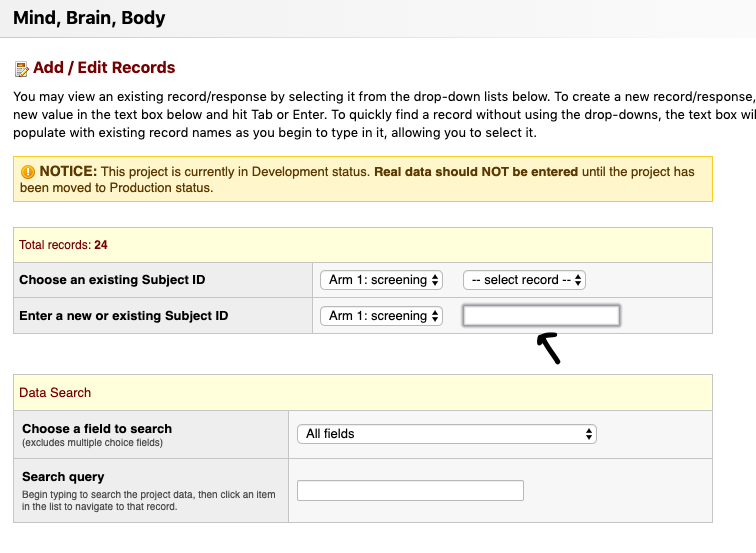 Mind, Brain, Body
Add / Edit Records
You may view an existing record/response by selecting it from the drop-down lists below. To create a new record/response,
new value in the text box below and hit Tab or Enter. To quickly find a record without using the drop-downs, the text box wil
populate with existing record names as you begin to type in it, allowing you to select it.
NOTICE: This project is currently in Development status. Real data should NOT be entered until the project has
been moved to Production status.
Total records: 24
Choose an existing Subject ID Arm 1: screening -- select record --
Enter a new or existing Subject ID Arm 1: screening
Data Search
Choose a field to search
(excludes multiple choice fields)
All fields
Search query
Begin typing to search the project data, then click an item
in the list to navigate to that record.